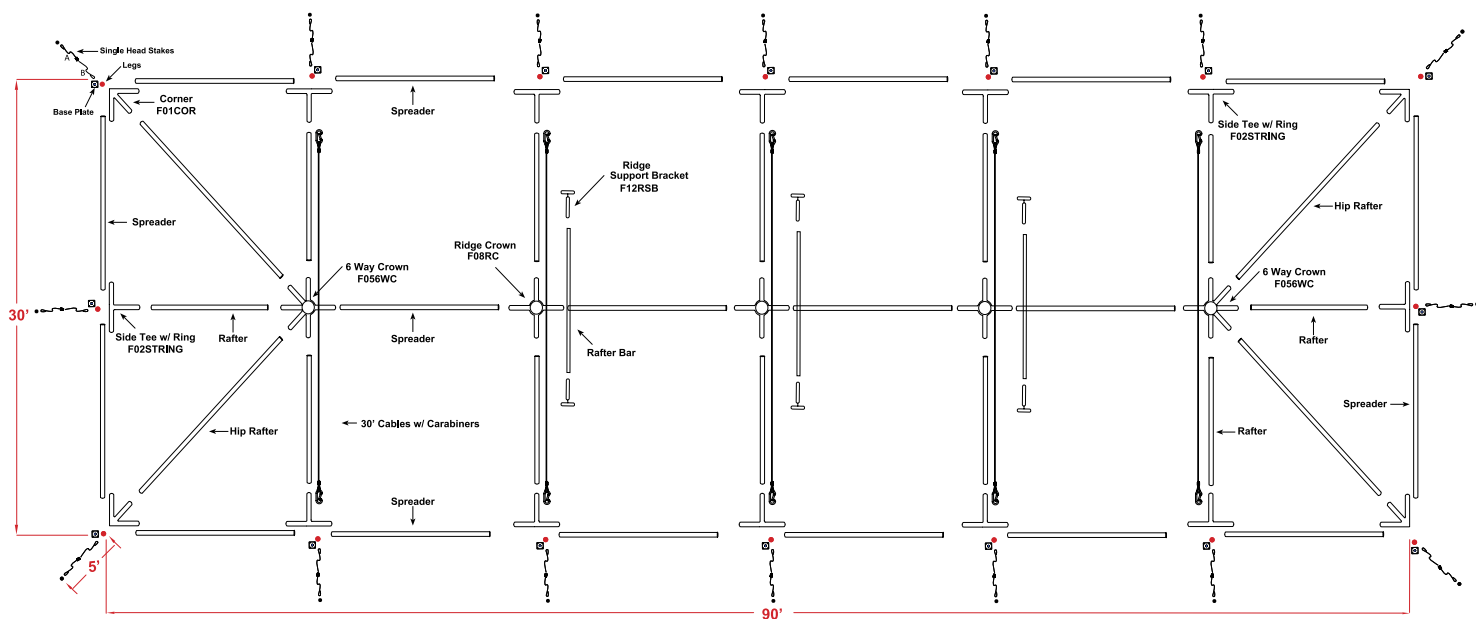 Single Head Stakes
A
B
Legs
Base Plate
Corner
F01COR
Spreader
Side Tee w/ Ring
F02STRING
Ridge
Support Bracket
F12RSB
Spreader
Hip Rafter
6 Way Crown
F056WC
Ridge Crown
F08RC
6 Way Crown
F056WC
30’
Side Tee w/ Ring
F02STRING
Rafter
Spreader
Rafter Bar
Rafter
Spreader
Hip Rafter
30’ Cables w/ Carabiners
Rafter
Spreader
5’
90’